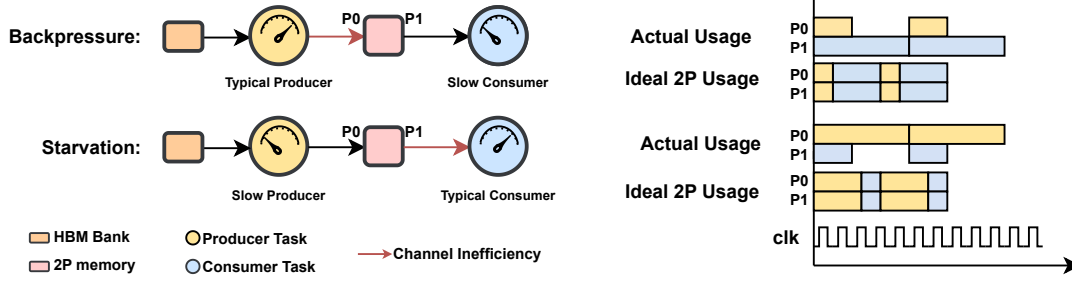 Backpressure:
P0 P1
Typical Producer
Slow Consumer
Starvation:
P0 P1
Slow Producer
Typical Consumer
HBM Bank
Producer Task
Channel Inefficiency
2P memory
Consumer Task
Actual Usage
P0
P1
Ideal 2P Usage
P0
P1
Actual Usage
P0
P1
Ideal 2P Usage
P0
P1
clk